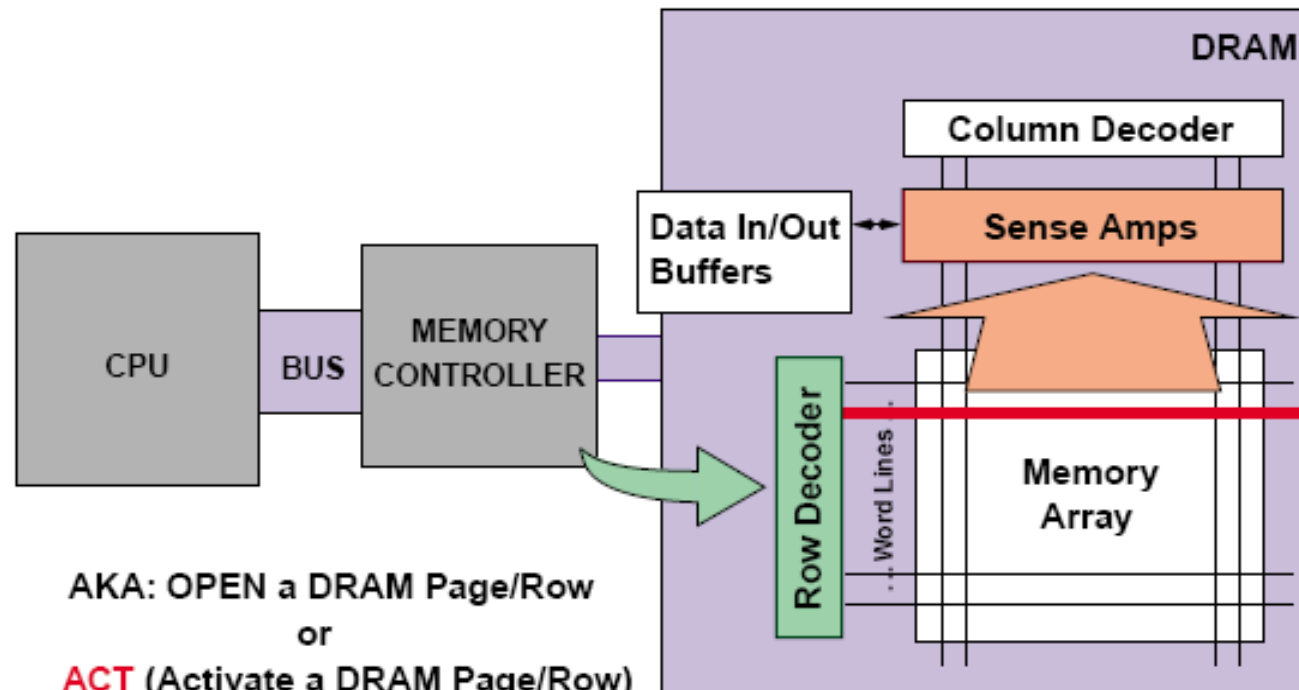 DRAM
Column Decoder
Data In/Out
Buffers
Sense Amps
CPU
BUS
MEMORY
CONTROLLER
Row Decoder
... Word Lines ...
Memory
Array
AKA: OPEN a DRAM Page/Row
or
ACT (Activate a DRAM Page/Row)